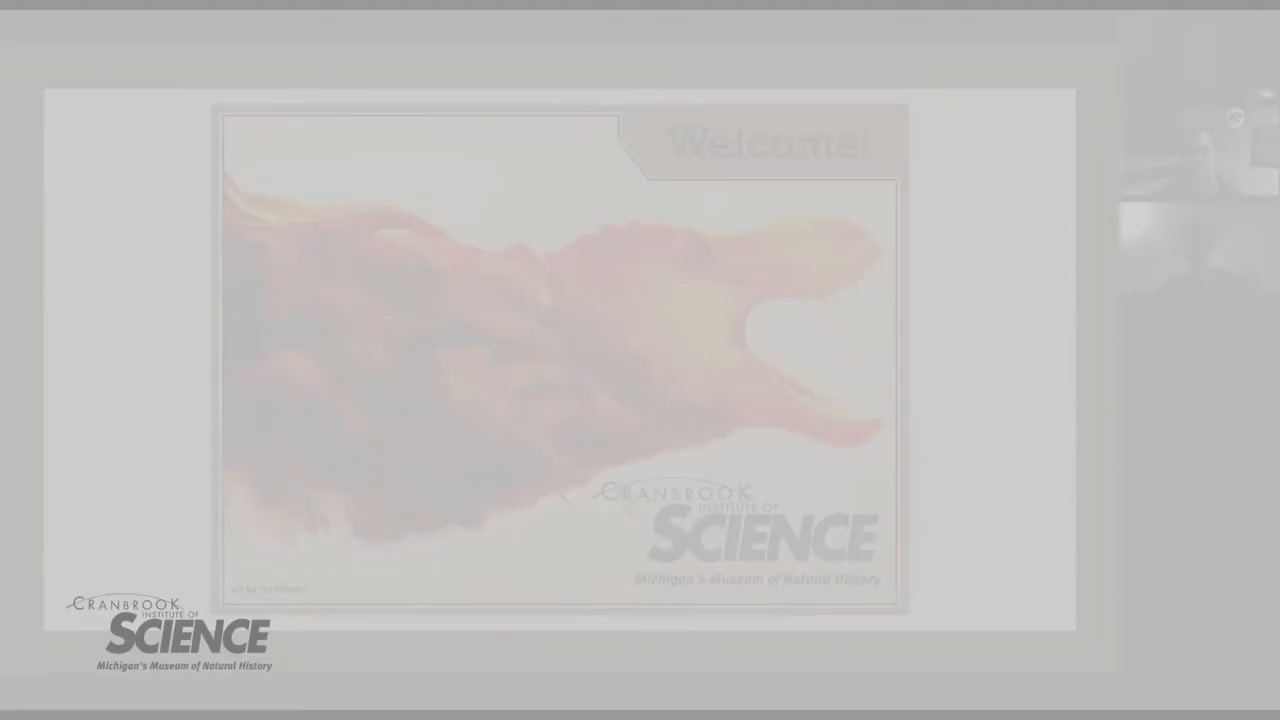 Welcome!
CRANBROOK
INSTITUTE OF
SCIENCE
Michigan's Museum of Natural History
CRANBROOK
INSTITUTE OF
SCIENCE
Michigan's Museum of Natural History